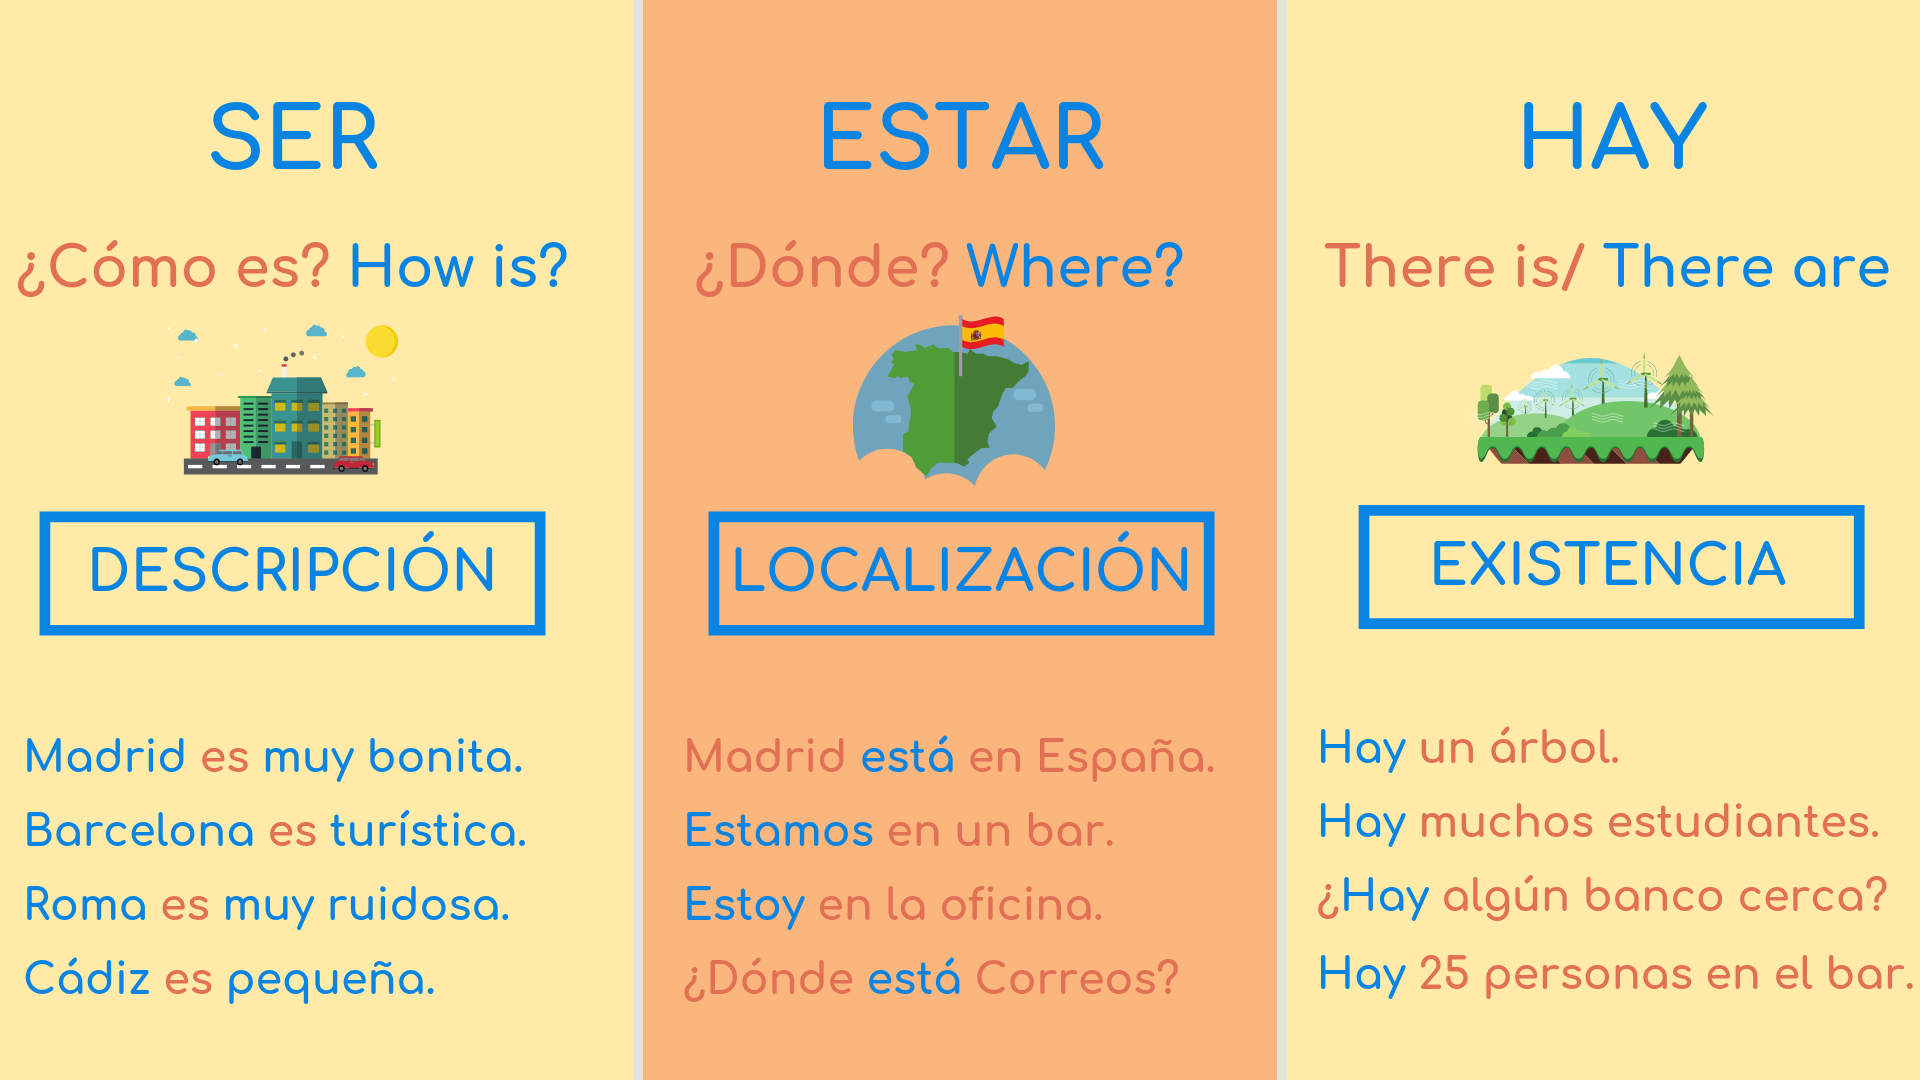 SER
¿Cómo es? How is?
DESCRIPCIÓN
Madrid es muy bonita.
Barcelona es turística.
Roma es muy ruidosa.
Cádiz es pequeña.
ESTAR
¿Dónde? Where?
LOCALIZACIÓN
Madrid está en España.
Estamos en un bar.
Estoy en la oficina.
¿Dónde está Correos?
HAY
There is/ There are
EXISTENCIA
Hay un árbol.
Hay muchos estudiantes.
¿Hay algún banco cerca?
Hay 25 personas en el bar.